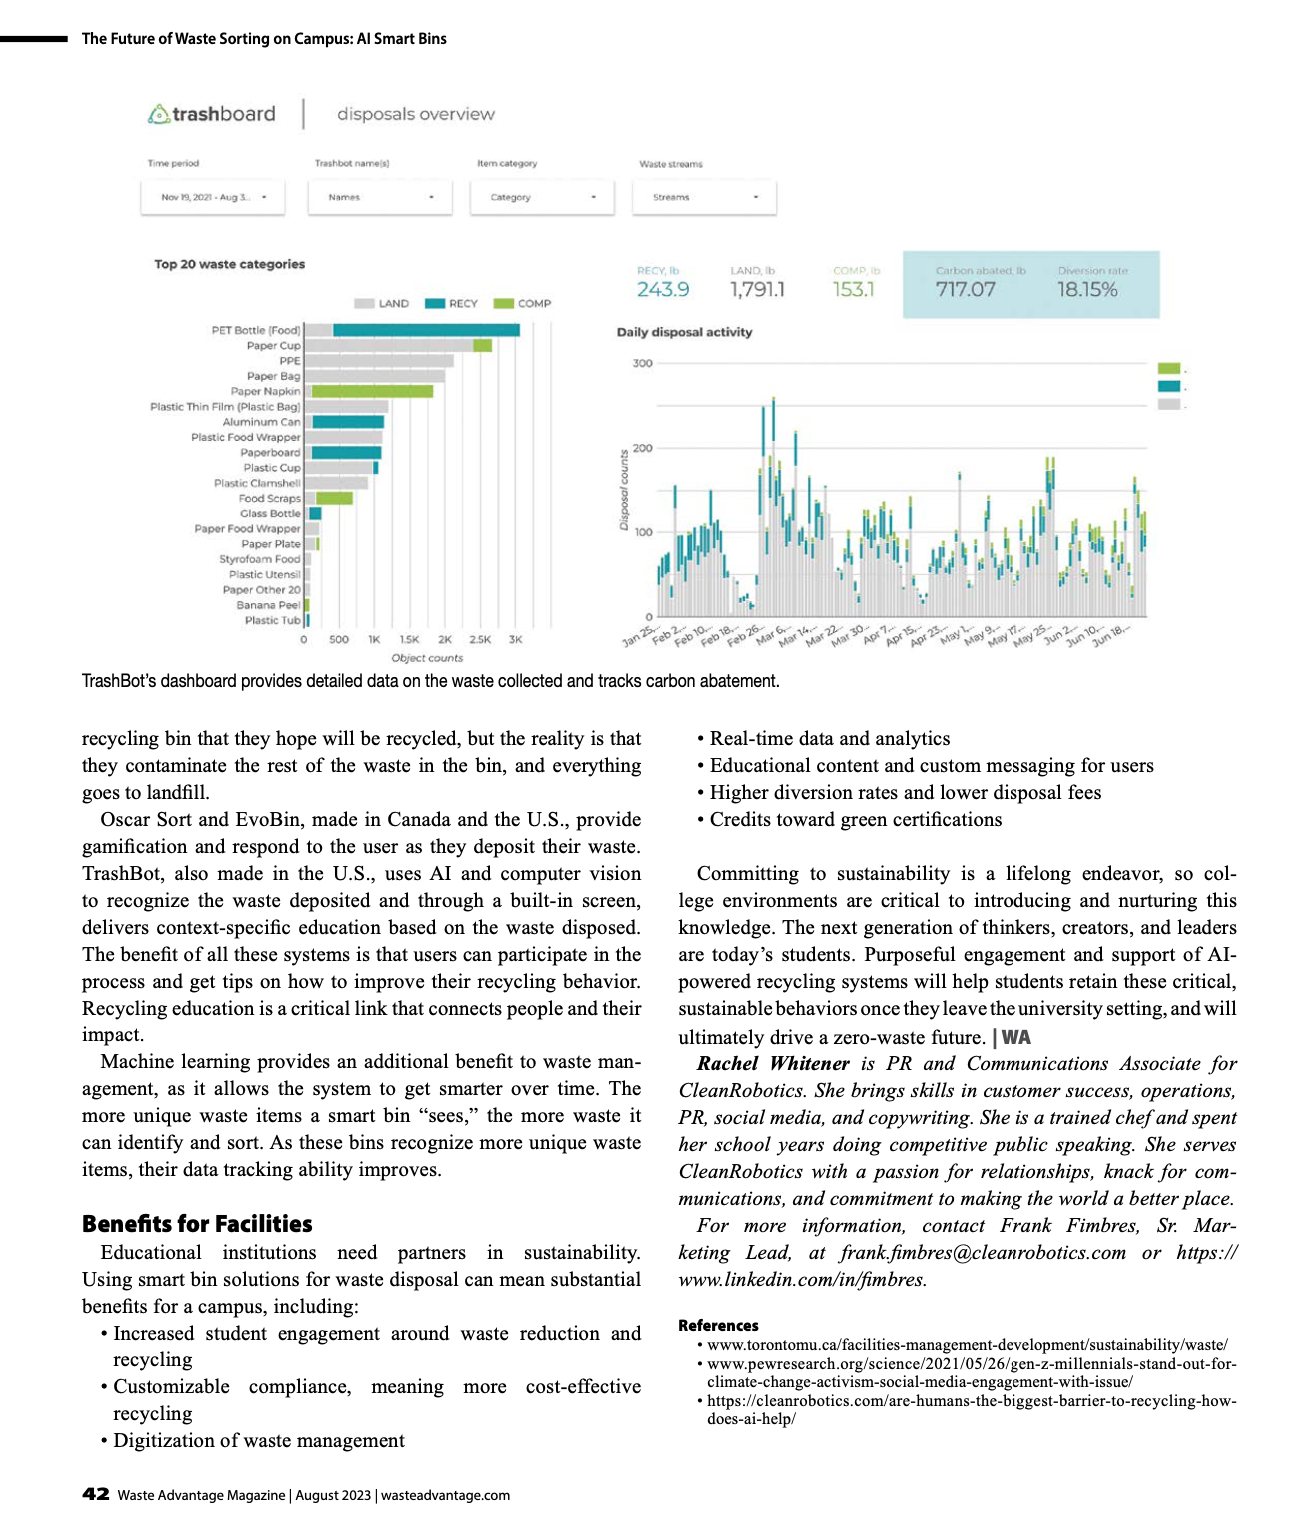 The Future of Waste Sorting on Campus: AI Smart Bins
trashboard
disposals overview
Time period
Trashbot name(s)
Item category
Waste streams
Nov 19, 2021 - Aug 3...
Names
Category
Streams
Top 20 waste categories
RECY, lb
LAND, lb
COMP, lb
Carbon abated, lb
Diversion rate
243.9
1,791.1
153.1
717.07
18.15%
LAND
RECY
COMP
PET Bottle (Food)
Paper Cup
PPE
Paper Bag
Paper Napkin
Plastic Thin Film (Plastic Bag)
Aluminum Can
Plastic Food Wrapper
Paperboard
Plastic Cup
Plastic Clamshell
Food Scraps
Glass Bottle
Paper Food Wrapper
Paper Plate
Styrofoam Food
Plastic Utensil
Paper Other 20
Banana Peel
Plastic Tub
0
500
1K
1.5K
2K
2.5K
3K
Object counts
Daily disposal activity
300
200
100
0
Disposal counts
Jan 25...
Feb 2...
Feb 10...
Feb 18...
Feb 26...
Mar 6...
Mar 14...
Mar 22...
Mar 30...
Apr 7...
Apr 15...
Apr 23...
May 1...
May 9...
May 17...
May 25...
Jun 2...
Jun 10...
Jun 18...
TrashBot's dashboard provides detailed data on the waste collected and tracks carbon abatement.
recycling bin that they hope will be recycled, but the reality is that
they contaminate the rest of the waste in the bin, and everything
goes to landfill.
Oscar Sort and EvoBin, made in Canada and the U.S., provide
gamification and respond to the user as they deposit their waste.
TrashBot, also made in the U.S., uses AI and computer vision
to recognize the waste deposited and through a built-in screen,
delivers context-specific education based on the waste disposed.
The benefit of all these systems is that users can participate in the
process and get tips on how to improve their recycling behavior.
Recycling education is a critical link that connects people and their
impact.
Machine learning provides an additional benefit to waste man-
agement, as it allows the system to get smarter over time. The
more unique waste items a smart bin “sees,” the more waste it
can identify and sort. As these bins recognize more unique waste
items, their data tracking ability improves.
Benefits for Facilities
Educational institutions need partners in sustainability.
Using smart bin solutions for waste disposal can mean substantial
benefits for a campus, including:
• Increased student engagement around waste reduction and
recycling
• Customizable compliance, meaning more cost-effective
recycling
• Digitization of waste management
• Real-time data and analytics
• Educational content and custom messaging for users
• Higher diversion rates and lower disposal fees
• Credits toward green certifications
Committing to sustainability is a lifelong endeavor, so col-
lege environments are critical to introducing and nurturing this
knowledge. The next generation of thinkers, creators, and leaders
are today’s students. Purposeful engagement and support of AI-
powered recycling systems will help students retain these critical,
sustainable behaviors once they leave the university setting, and will
ultimately drive a zero-waste future. | WA
Rachel Whitener is PR and Communications Associate for
CleanRobotics. She brings skills in customer success, operations,
PR, social media, and copywriting. She is a trained chef and spent
her school years doing competitive public speaking. She serves
CleanRobotics with a passion for relationships, knack for com-
munications, and commitment to making the world a better place.
For more information, contact Frank Fimbres, Sr. Mar-
keting Lead, at frank.fimbres@cleanrobotics.com or https://
www.linkedin.com/in/fimbres.
References
• www.torontomu.ca/facilities-management-development/sustainability/waste/
• www.pewresearch.org/science/2021/05/26/gen-z-millennials-stand-out-for-
climate-change-activism-social-media-engagement-with-issue/
• https://cleanrobotics.com/are-humans-the-biggest-barrier-to-recycling-how-
does-ai-help/
42 Waste Advantage Magazine | August 2023 | wasteadvantage.com